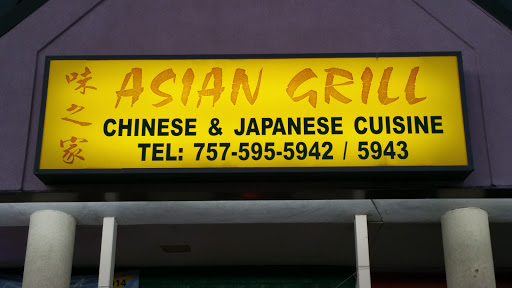 味之家
ASIAN GRILL
CHINESE & JAPANESE CUISINE
TEL: 757-595-5942 / 5943